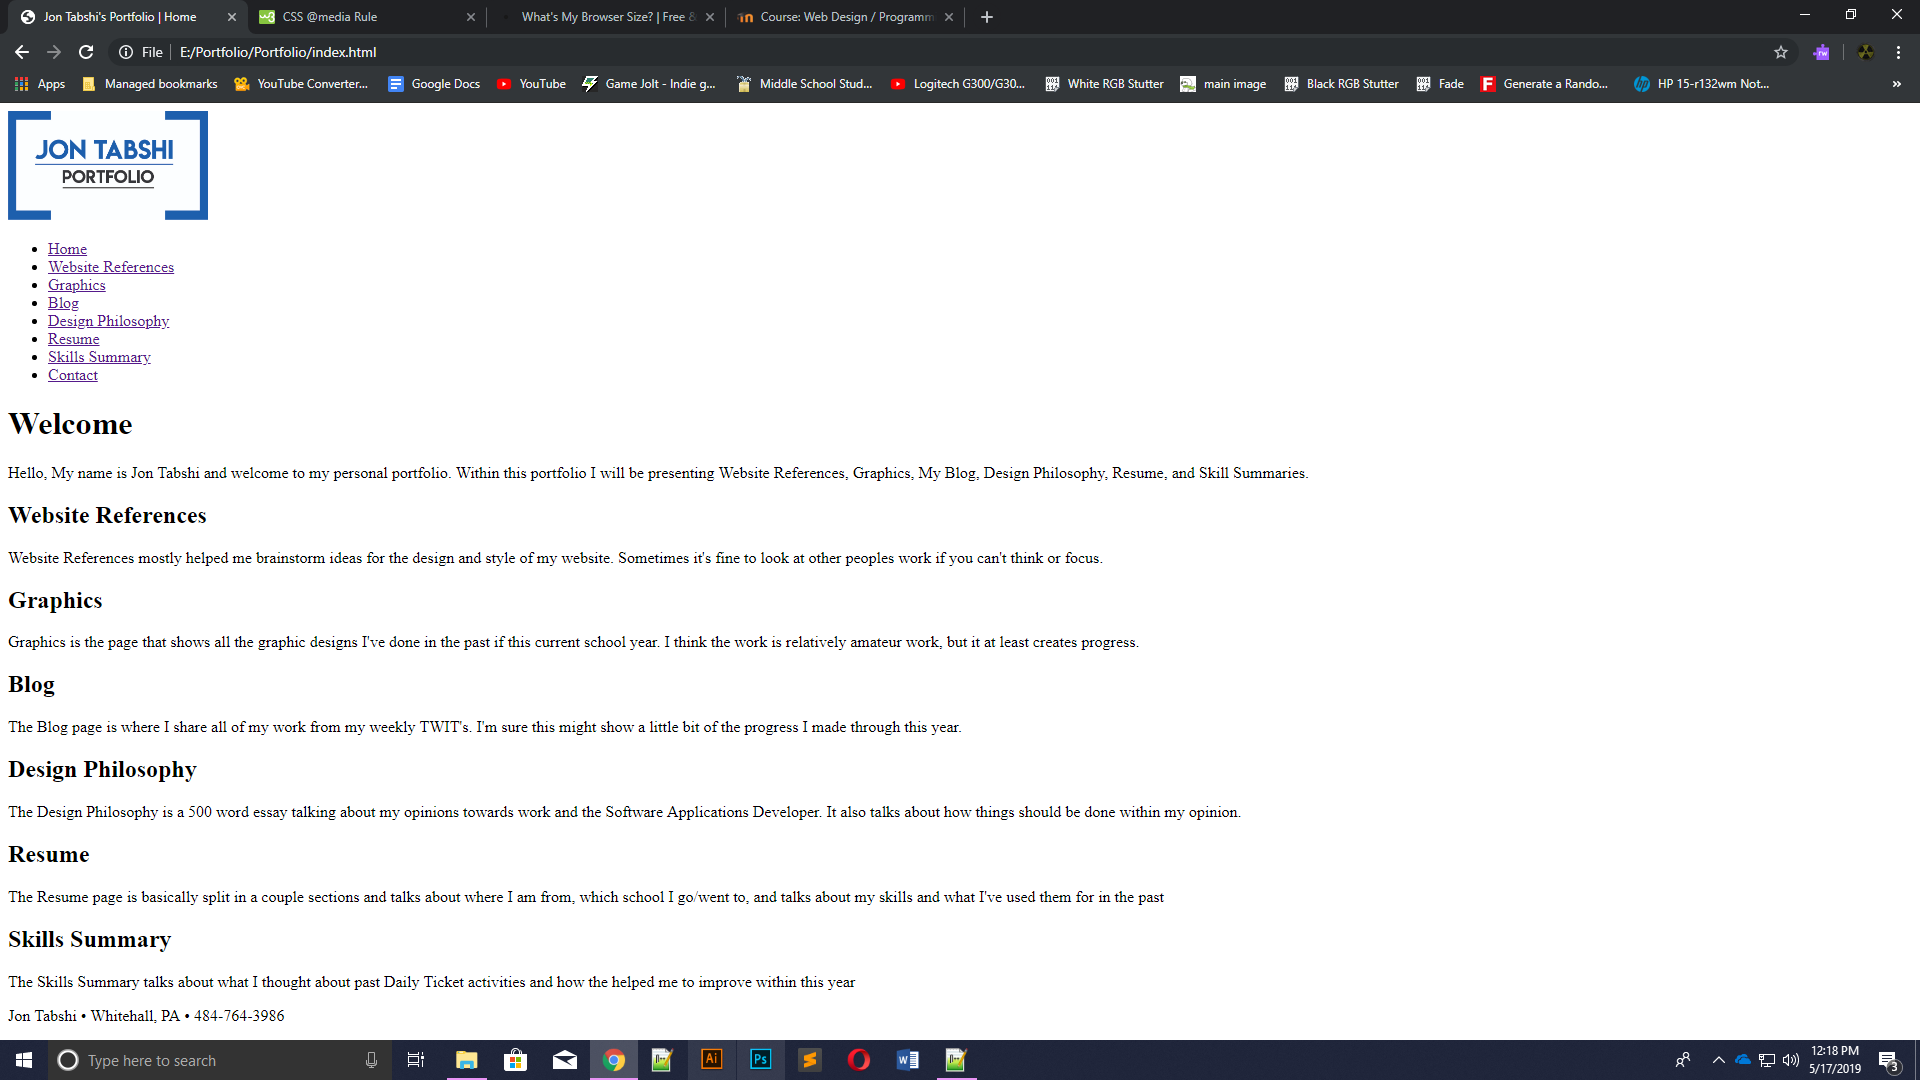 Jon Tabshi's Portfolio | Home
CSS @media Rule
What's My Browser Size? | Free &
Course: Web Design / Programm
File
E:/Portfolio/Portfolio/index.html
rw
Apps
Managed bookmarks
YouTube Converter...
Google Docs
YouTube
Game Jolt - Indie g...
Middle School Stud...
Logitech G300/G30...
White RGB Stutter
main image
Black RGB Stutter
Fade
Generate a Rando...
HP 15-r132wm Not...
»
JON TABSHI
PORTFOLIO
• Home
• Website References
• Graphics
• Blog
• Design Philosophy
• Resume
• Skills Summary
• Contact
Welcome
Hello, My name is Jon Tabshi and welcome to my personal portfolio. Within this portfolio I will be presenting Website References, Graphics, My Blog, Design Philosophy, Resume, and Skill Summaries.
Website References
Website References mostly helped me brainstorm ideas for the design and style of my website. Sometimes it's fine to look at other peoples work if you can't think or focus.
Graphics
Graphics is the page that shows all the graphic designs I've done in the past if this current school year. I think the work is relatively amateur work, but it at least creates progress.
Blog
The Blog page is where I share all of my work from my weekly TWIT's. I'm sure this might show a little bit of the progress I made through this year.
Design Philosophy
The Design Philosophy is a 500 word essay talking about my opinions towards work and the Software Applications Developer. It also talks about how things should be done within my opinion.
Resume
The Resume page is basically split in a couple sections and talks about where I am from, which school I go/went to, and talks about my skills and what I've used them for in the past
Skills Summary
The Skills Summary talks about what I thought about past Daily Ticket activities and how the helped me to improve within this year
Jon Tabshi • Whitehall, PA • 484-764-3986
Type here to search
Ai
Ps
12:18 PM
5/17/2019
3